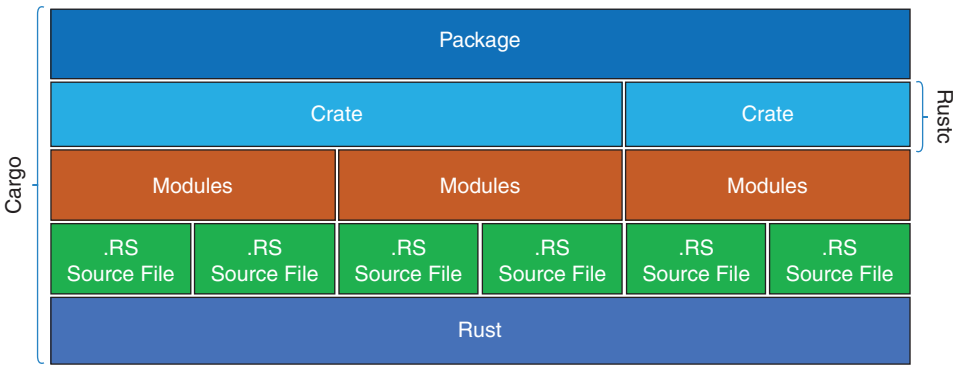 Package
Crate
Crate
Rustc
Cargo
Modules
Modules
Modules
.RS
Source File
.RS
Source File
.RS
Source File
.RS
Source File
.RS
Source File
.RS
Source File
Rust